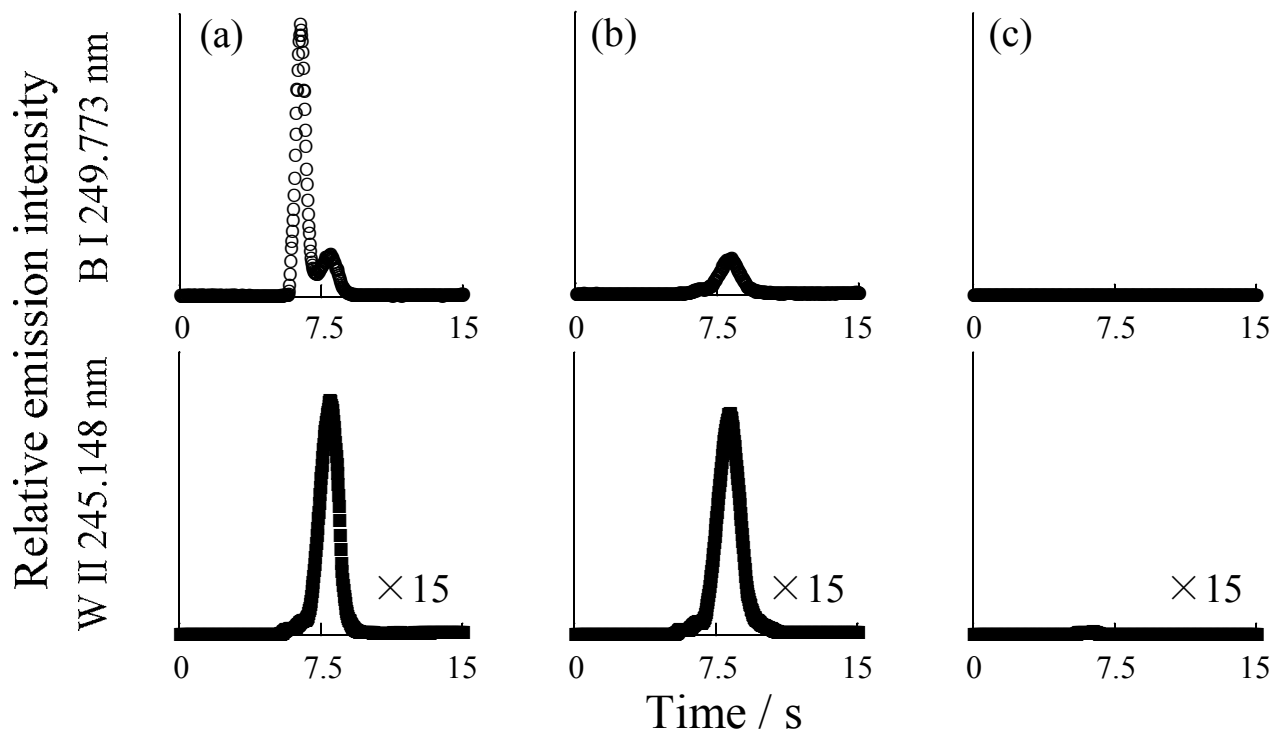 Relative emission intensity
B I 249.773 nm
W II 245.148 nm
(a)
(b)
(c)
0 7.5 15
0 7.5 15
0 7.5 15
×15
×15
×15
0 7.5 15
0 7.5 15
0 7.5 15
Time / s